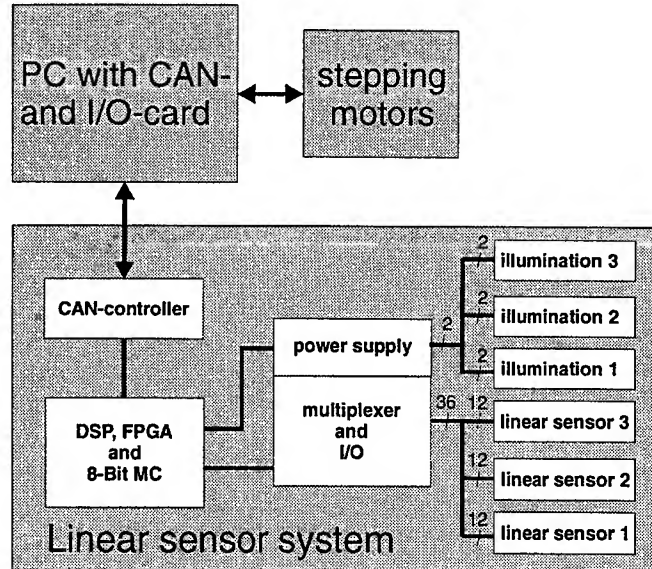 PC with CAN-
and I/O-card
stepping
motors
CAN-controller
DSP, FPGA
and
8-Bit MC
power supply
multiplexer
and
I/O
2
36
2
illumination 3
2
illumination 2
2
illumination 1
12
linear sensor 3
12
linear sensor 2
12
linear sensor 1
Linear sensor system